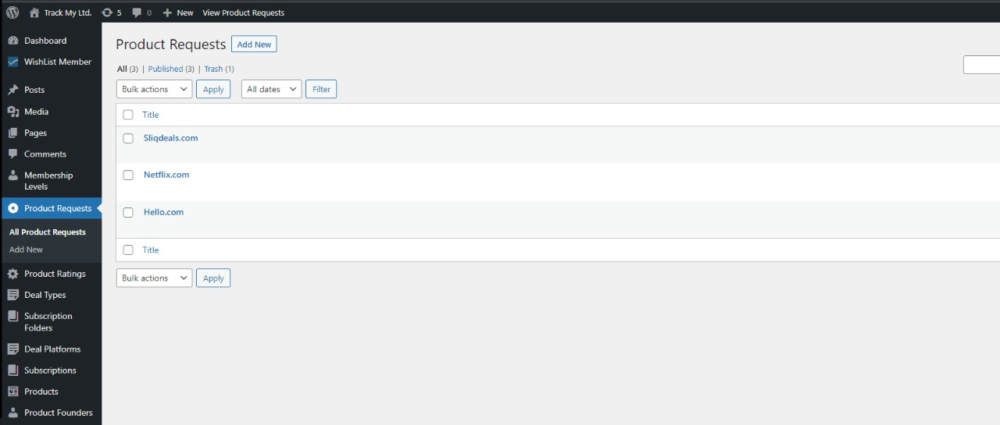 Track My Ltd. 5 0 New View Product Requests
Dashboard
WishList Member
Posts
Media
Pages
Comments
Membership
Levels
Product Requests
All Product Requests
Add New
Product Ratings
Deal Types
Subscription
Folders
Deal Platforms
Subscriptions
Products
Product Founders
Product Requests Add New
All (3) | Published (3) | Trash (1)
Bulk actions Apply All dates Filter
Title
Sliqdeals.com
Netflix.com
Hello.com
Title
Bulk actions Apply